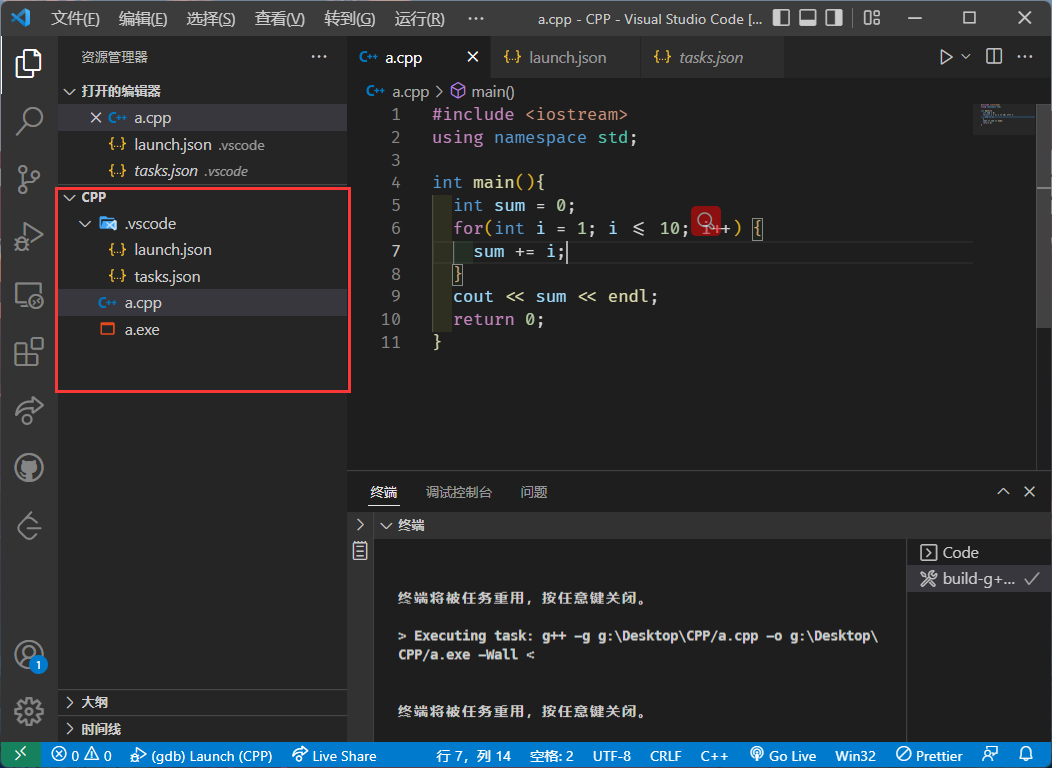 文件(F) 编辑(E) 选择(S) 查看(V) 转到(G) 运行(R) ··· a.cpp - CPP - Visual Studio Code [...
资源管理器 ···
打开的编辑器
a.cpp
launch.json .vscode
tasks.json .vscode
CPP
.vscode
launch.json
tasks.json
a.cpp
a.exe
大纲
时间线
1
a.cpp launch.json tasks.json ···
a.cpp > main()
1 #include <iostream>
2 using namespace std;
3
4 int main(){
5 int sum = 0;
6 for(int i = 1; i ≤ 10; i++) {
7 sum += i;
8 }
9 cout << sum << endl;
10 return 0;
11 }
终端 调试控制台 问题
终端
终端将被任务重用，按任意键关闭。
> Executing task: g++ -g g:\Desktop\CPP/a.cpp -o g:\Desktop\
CPP/a.exe -Wall <
终端将被任务重用，按任意键关闭。
Code
build-g+...
0 0 (gdb) Launch (CPP) Live Share 行 7，列 14 空格: 2 UTF-8 CRLF C++ Go Live Win32 Prettier